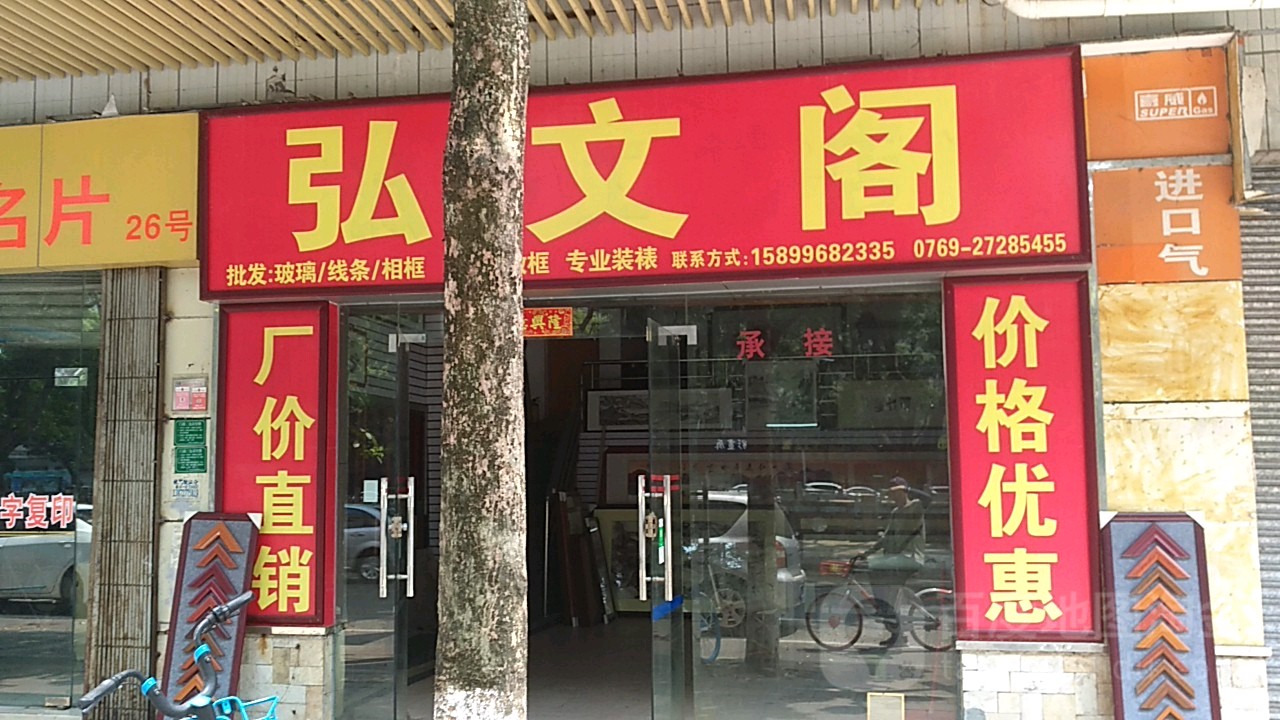 弘文阁
批发:玻璃/线条/相框
框 专业装裱 联系方式:15899682335 0769-27285455
名片 26号
厂价直销
价格优惠
承接
SUPER Gas
进口气
字复印